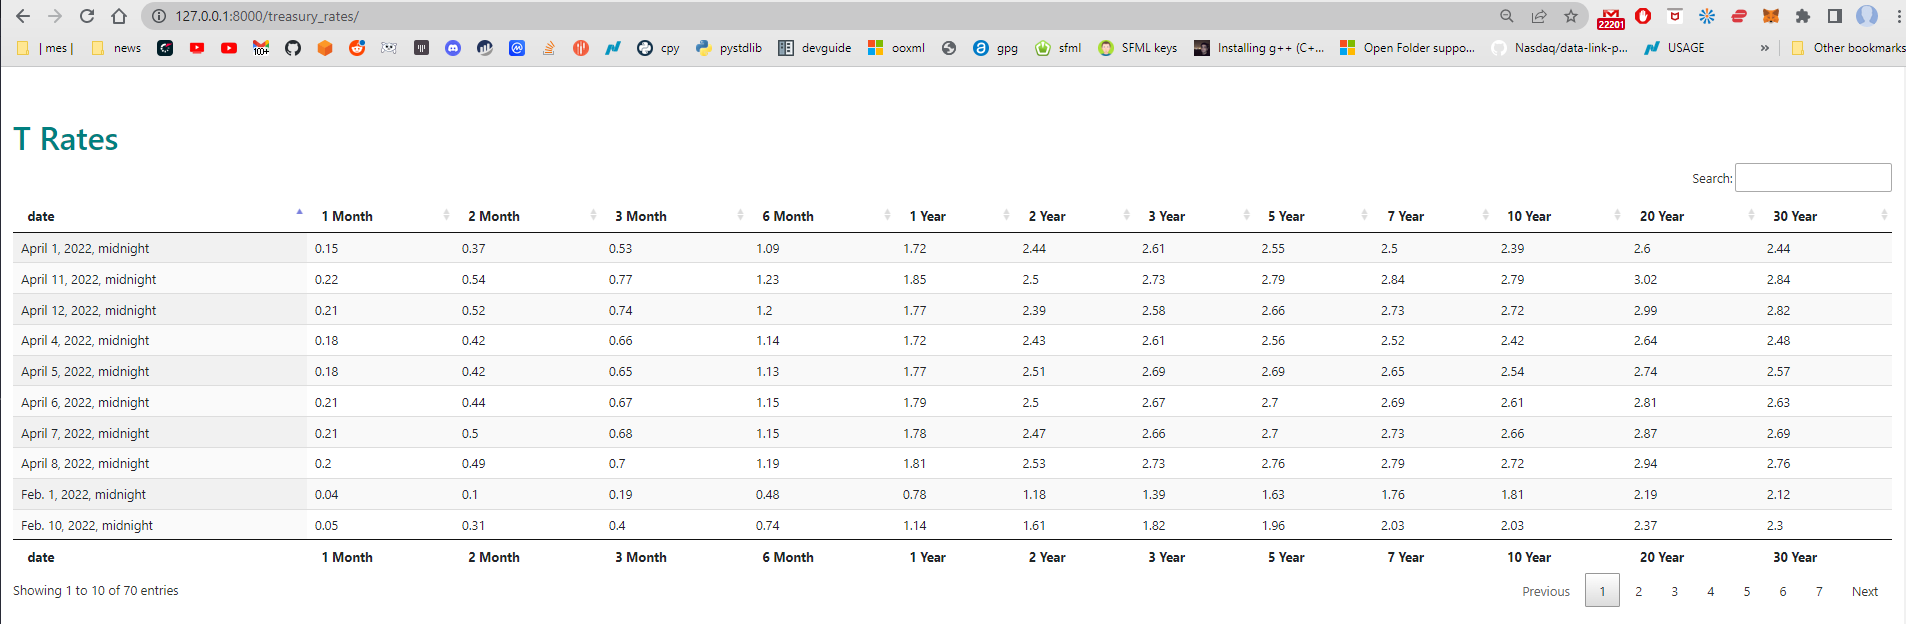 127.0.0.1:8000/treasury_rates/
22201
| mes | news 100+ cpy pystdlib devguide ooxml gpg sfml SFML keys Installing g++ (C+... Open Folder suppo... Nasdaq/data-link-p... USAGE » Other bookmarks
T Rates
Search:
date 1 Month 2 Month 3 Month 6 Month 1 Year 2 Year 3 Year 5 Year 7 Year 10 Year 20 Year 30 Year
April 1, 2022, midnight 0.15 0.37 0.53 1.09 1.72 2.44 2.61 2.55 2.5 2.39 2.6 2.44
April 11, 2022, midnight 0.22 0.54 0.77 1.23 1.85 2.5 2.73 2.79 2.84 2.79 3.02 2.84
April 12, 2022, midnight 0.21 0.52 0.74 1.2 1.77 2.39 2.58 2.66 2.73 2.72 2.99 2.82
April 4, 2022, midnight 0.18 0.42 0.66 1.14 1.72 2.43 2.61 2.56 2.52 2.42 2.64 2.48
April 5, 2022, midnight 0.18 0.42 0.65 1.13 1.77 2.51 2.69 2.69 2.65 2.54 2.74 2.57
April 6, 2022, midnight 0.21 0.44 0.67 1.15 1.79 2.5 2.67 2.7 2.69 2.61 2.81 2.63
April 7, 2022, midnight 0.21 0.5 0.68 1.15 1.78 2.47 2.66 2.7 2.73 2.66 2.87 2.69
April 8, 2022, midnight 0.2 0.49 0.7 1.19 1.81 2.53 2.73 2.76 2.79 2.72 2.94 2.76
Feb. 1, 2022, midnight 0.04 0.1 0.19 0.48 0.78 1.18 1.39 1.63 1.76 1.81 2.19 2.12
Feb. 10, 2022, midnight 0.05 0.31 0.4 0.74 1.14 1.61 1.82 1.96 2.03 2.03 2.37 2.3
date 1 Month 2 Month 3 Month 6 Month 1 Year 2 Year 3 Year 5 Year 7 Year 10 Year 20 Year 30 Year
Showing 1 to 10 of 70 entries Previous 1 2 3 4 5 6 7 Next